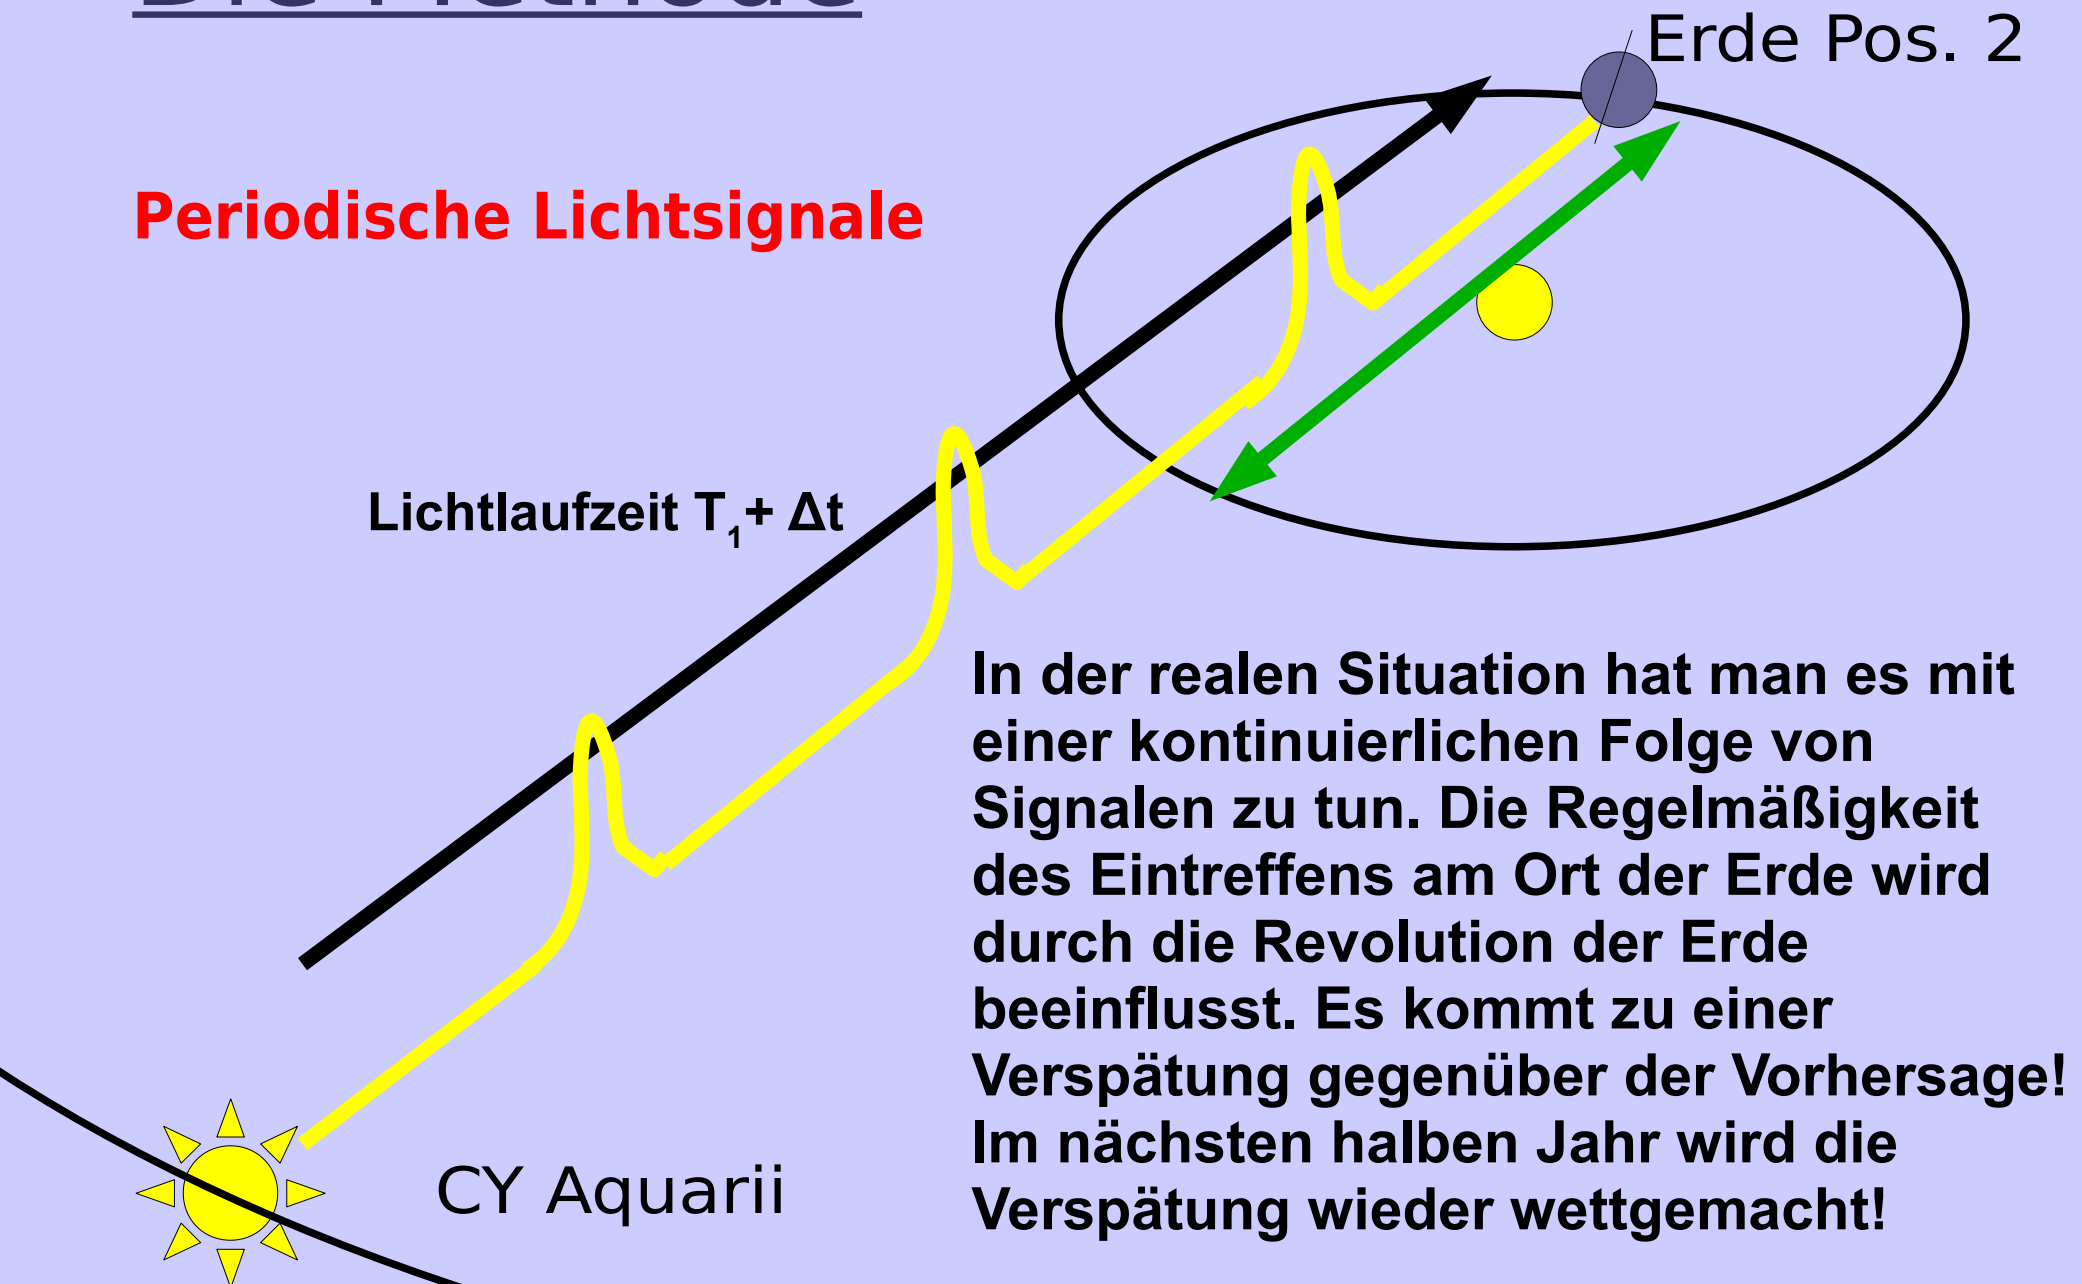 Die Methode
Erde Pos. 2
Periodische Lichtsignale
Lichtlaufzeit T₁+ Δt
In der realen Situation hat man es mit
einer kontinuierlichen Folge von
Signalen zu tun. Die Regelmäßigkeit
des Eintreffens am Ort der Erde wird
durch die Revolution der Erde
beeinflusst. Es kommt zu einer
Verspätung gegenüber der Vorhersage!
Im nächsten halben Jahr wird die
Verspätung wieder wettgemacht!
CY Aquarii